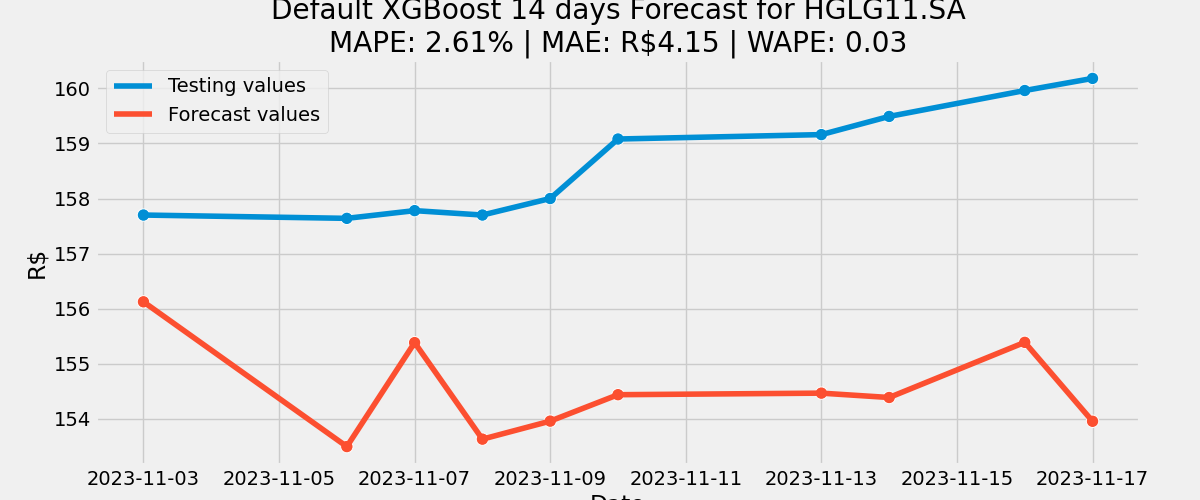 Default XGBoost 14 days Forecast for HGLG11.SA
MAPE: 2.61% | MAE: R$4.15 | WAPE: 0.03
Testing values
Forecast values
R$
160
159
158
157
156
155
154
2023-11-03 2023-11-05 2023-11-07 2023-11-09 2023-11-11 2023-11-13 2023-11-15 2023-11-17
Date